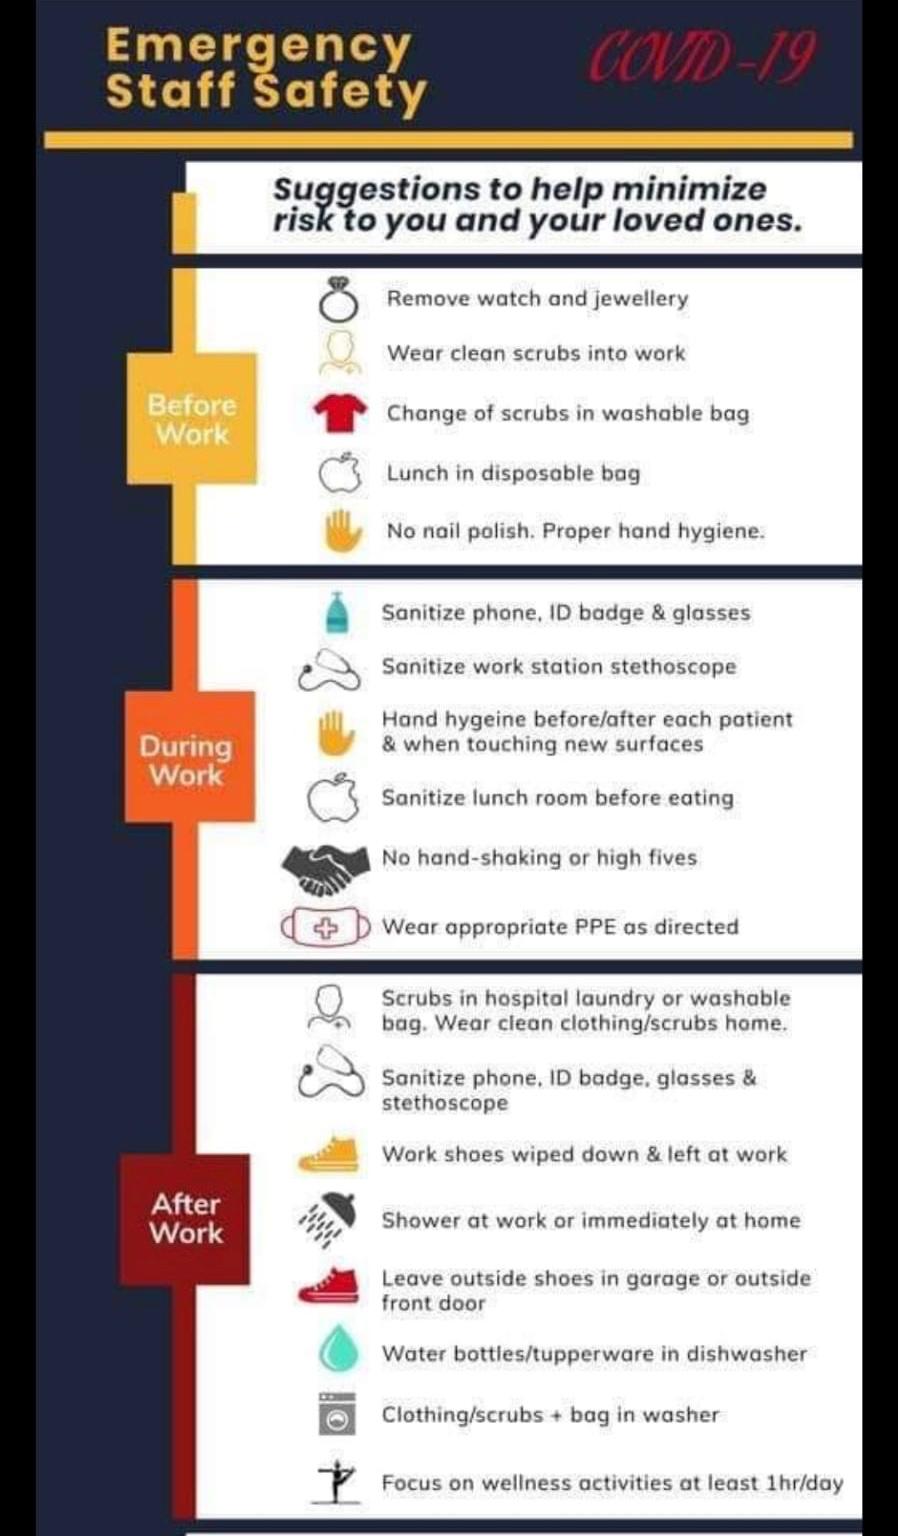 Emergency
Staff Safety
COVID-19
Suggestions to help minimize
risk to you and your loved ones.
Before
Work
Remove watch and jewellery
Wear clean scrubs into work
Change of scrubs in washable bag
Lunch in disposable bag
No nail polish. Proper hand hygiene.
During
Work
Sanitize phone, ID badge & glasses
Sanitize work station stethoscope
Hand hygeine before/after each patient
& when touching new surfaces
Sanitize lunch room before eating
No hand-shaking or high fives
Wear appropriate PPE as directed
After
Work
Scrubs in hospital laundry or washable
bag. Wear clean clothing/scrubs home.
Sanitize phone, ID badge, glasses &
stethoscope
Work shoes wiped down & left at work
Shower at work or immediately at home
Leave outside shoes in garage or outside
front door
Water bottles/tupperware in dishwasher
Clothing/scrubs + bag in washer
Focus on wellness activities at least 1hr/day